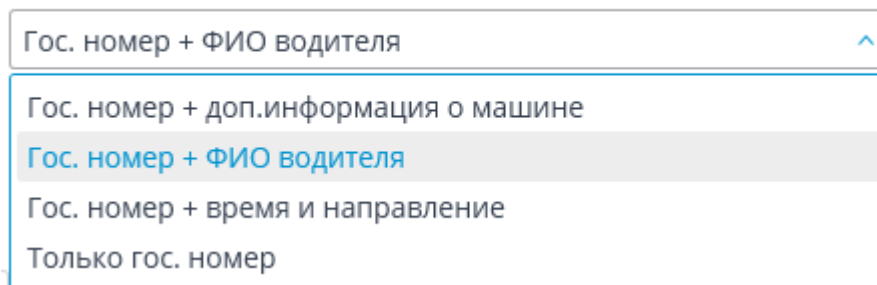 Гос. номер + ФИО водителя
Гос. номер + доп.информация о машине
Гос. номер + ФИО водителя
Гос. номер + время и направление
Только гос. номер